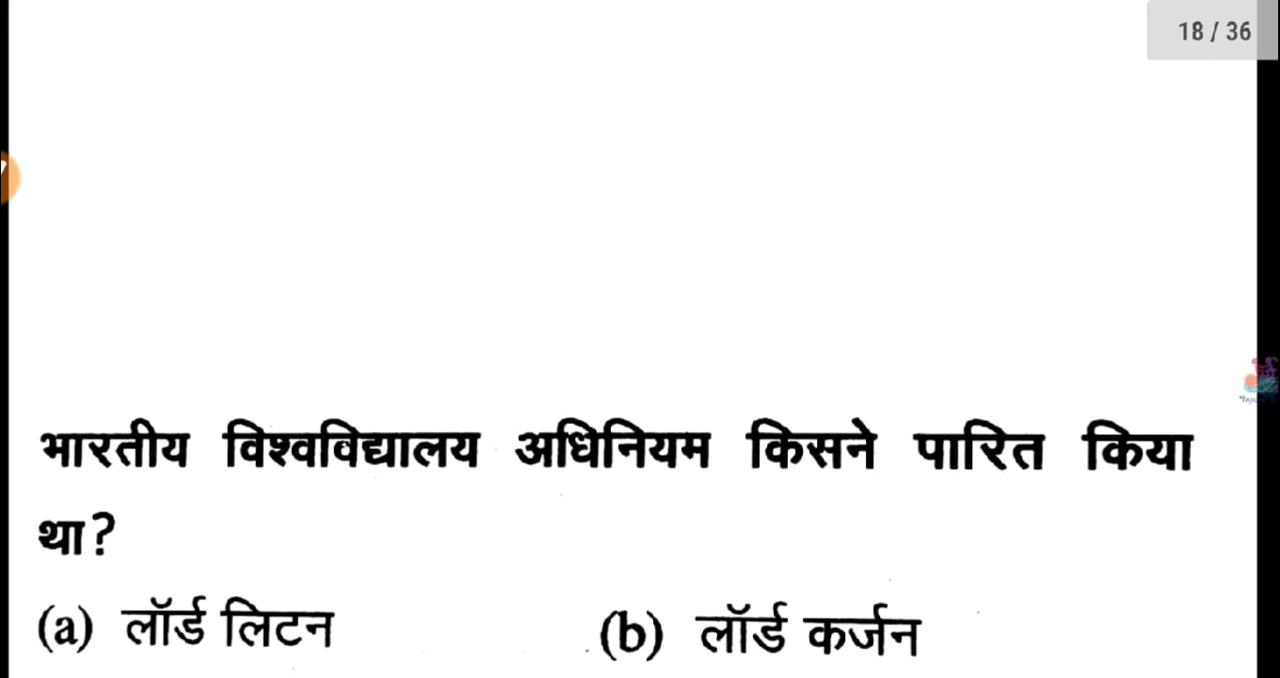 18 / 36
भारतीय विश्वविद्यालय अधिनियम किसने पारित किया
था?
(a) लॉर्ड लिटन (b) लॉर्ड कर्जन